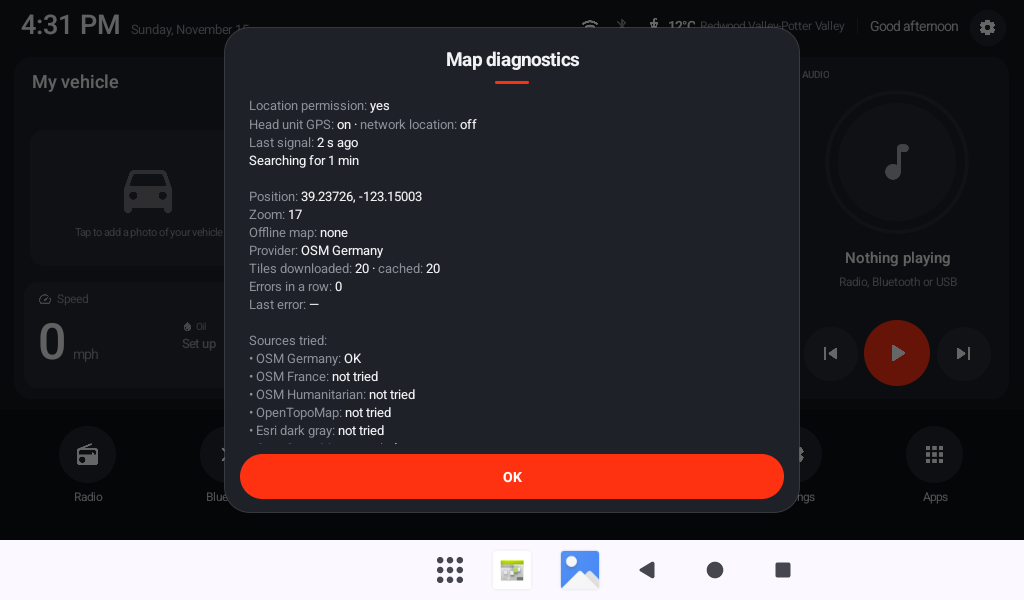 4:31 PM
Sunday, November
12°C Redwood Valley-Potter Valley
Good afternoon
My vehicle
Tap to add a photo of your vehicle
Speed
0 mph
Oil
Set up
Map diagnostics
Location permission: yes
Head unit GPS: on · network location: off
Last signal: 2 s ago
Searching for 1 min
Position: 39.23726, -123.15003
Zoom: 17
Offline map: none
Provider: OSM Germany
Tiles downloaded: 20 · cached: 20
Errors in a row: 0
Last error: —
Sources tried:
• OSM Germany: OK
• OSM France: not tried
• OSM Humanitarian: not tried
• OpenTopoMap: not tried
• Esri dark gray: not tried
OK
AUDIO
Nothing playing
Radio, Bluetooth or USB
Radio
Apps